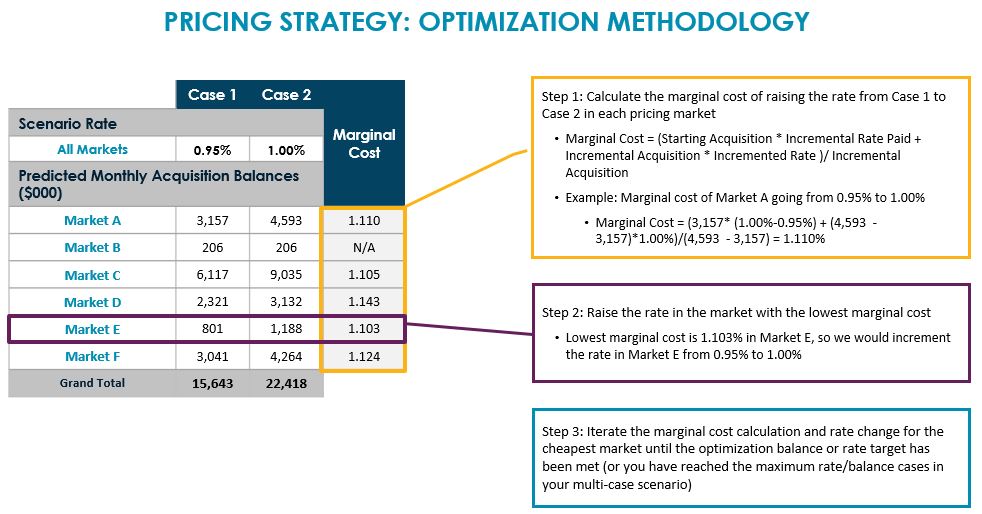 PRICING STRATEGY: OPTIMIZATION METHODOLOGY
Case 1 Case 2 Marginal Cost
Scenario Rate
All Markets 0.95% 1.00%
Predicted Monthly Acquisition Balances
($000)
Market A 3,157 4,593 1.110
Market B 206 206 N/A
Market C 6,117 9,035 1.105
Market D 2,321 3,132 1.143
Market E 801 1,188 1.103
Market F 3,041 4,264 1.124
Grand Total 15,643 22,418
Step 1: Calculate the marginal cost of raising the rate from Case 1 to
Case 2 in each pricing market
• Marginal Cost = (Starting Acquisition * Incremental Rate Paid +
Incremental Acquisition * Incremented Rate )/ Incremental
Acquisition
• Example: Marginal cost of Market A going from 0.95% to 1.00%
• Marginal Cost = (3,157* (1.00%-0.95%) + (4,593 -
3,157)*1.00%)/(4,593 - 3,157) = 1.110%
Step 2: Raise the rate in the market with the lowest marginal cost
• Lowest marginal cost is 1.103% in Market E, so we would increment
the rate in Market E from 0.95% to 1.00%
Step 3: Iterate the marginal cost calculation and rate change for the
cheapest market until the optimization balance or rate target has
been met (or you have reached the maximum rate/balance cases in
your multi-case scenario)